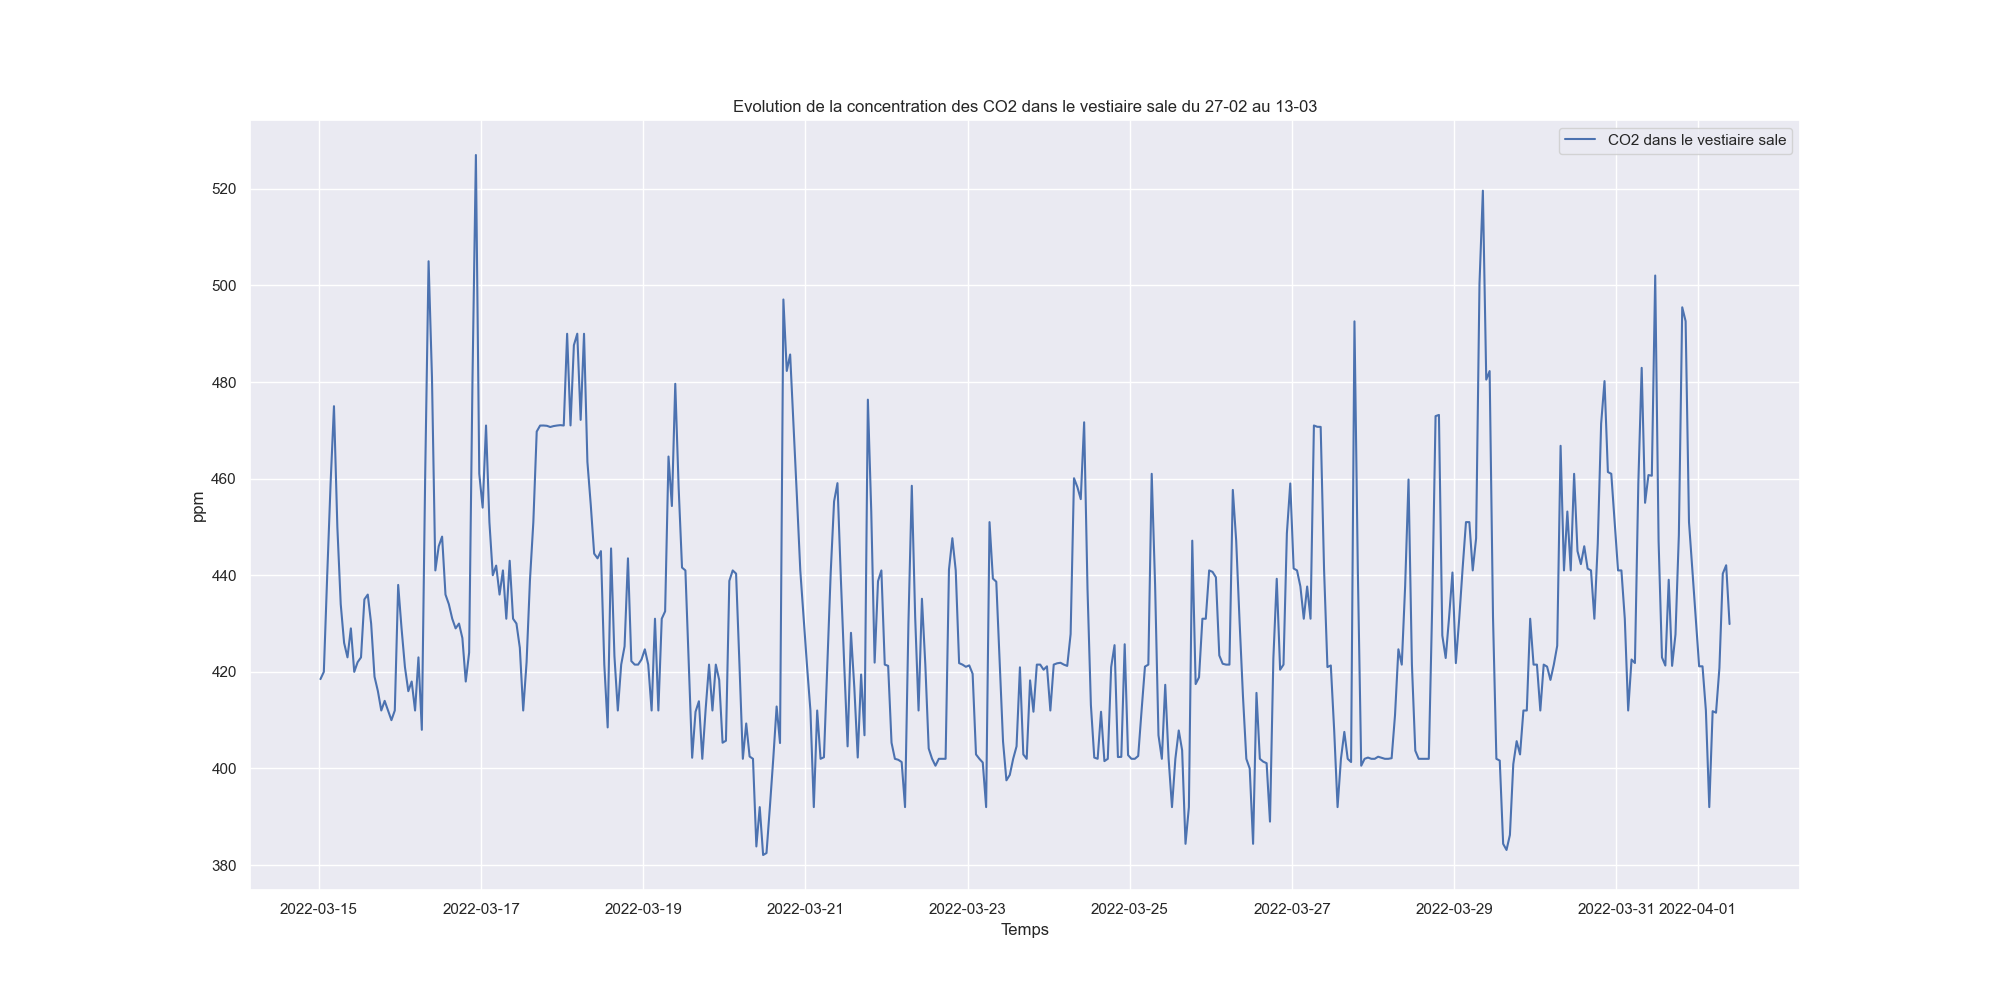 Evolution de la concentration des CO2 dans le vestiaire sale du 27-02 au 13-03
CO2 dans le vestiaire sale
520
500
480
460
440
420
400
380
ppm
2022-03-15 2022-03-17 2022-03-19 2022-03-21 2022-03-23 2022-03-25 2022-03-27 2022-03-29 2022-03-31 2022-04-01
Temps